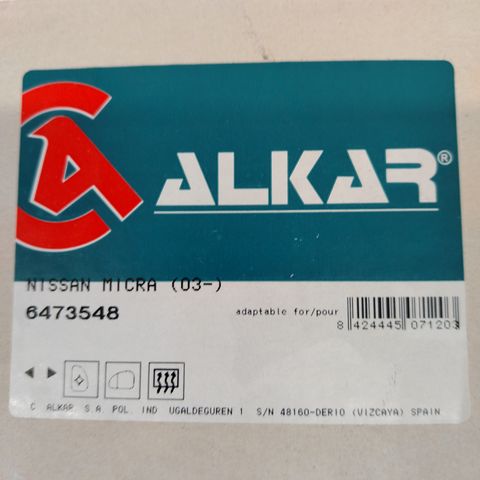 ALKAR®
NISSAN MICRA (03-)
6473548
adaptable for/pour
8 424445 071203
C. ALKAR, S.A. POL. IND UGALDEGUREN 1 S/N 48160-DERIO (VIZCAYA) SPAIN